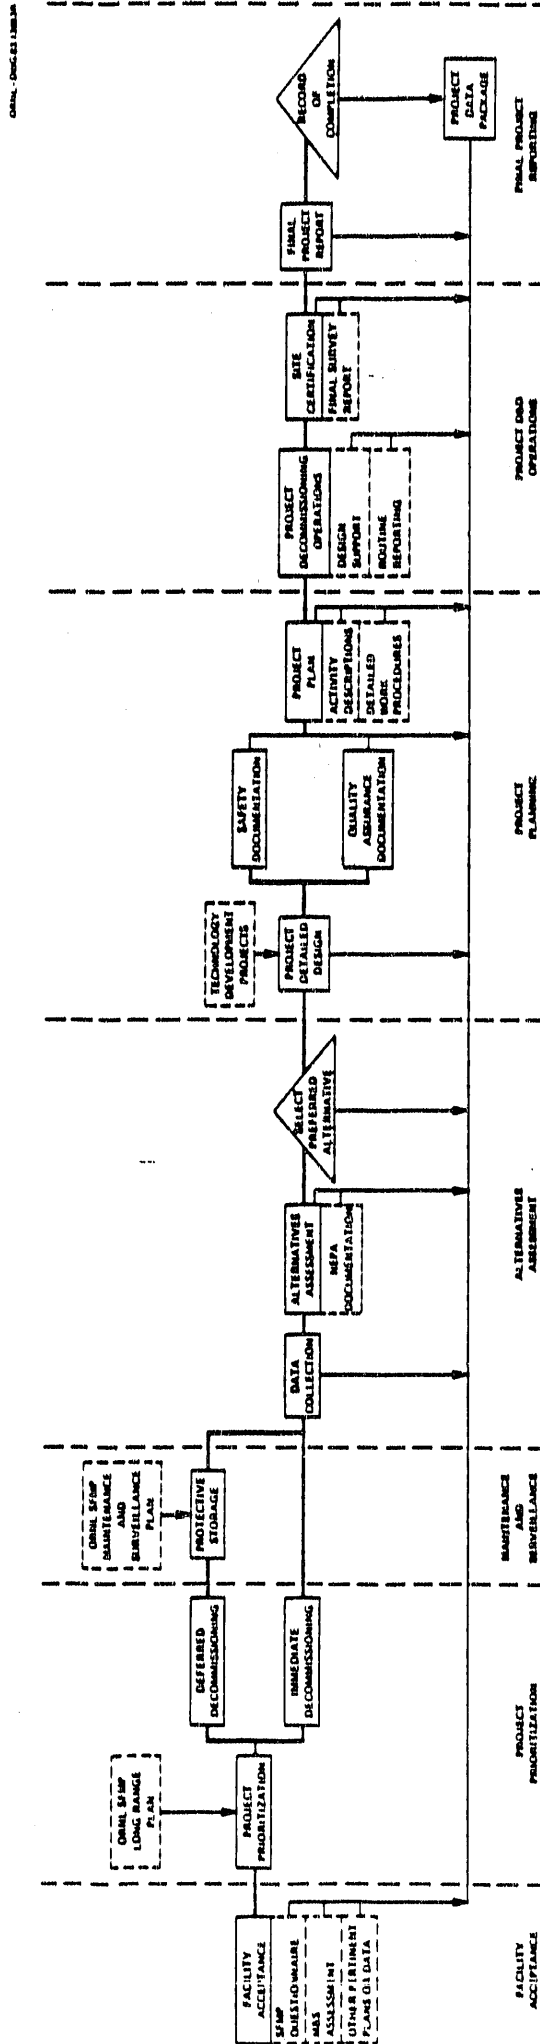 FACILITY
ACCEPTANCE
SFMP
QUESTIONNAIRE
M&S
ASSESSMENT
OTHER PERTINENT
PLANS OR DATA
ORNL SFMP
LONG RANGE
PLAN
PROJECT
PRIORITIZATION
DEFERRED
DECOMMISSIONING
IMMEDIATE
DECOMMISSIONING
ORNL SFMP
MAINTENANCE
AND
SURVEILLANCE
PLAN
PROTECTIVE
STORAGE
DATA
COLLECTION
ALTERNATIVES
ASSESSMENT
NEPA
DOCUMENTATION
SELECT
PREFERRED
ALTERNATIVE
TECHNOLOGY
DEVELOPMENT
PROJECTS
PROJECT
DETAILED
DESIGN
SAFETY
DOCUMENTATION
QUALITY
ASSURANCE
DOCUMENTATION
PROJECT
PLAN
ACTIVITY
DESCRIPTIONS
DETAILED
WORK
PROCEDURES
PROJECT
DECOMMISSIONING
OPERATIONS
DESIGN
SUPPORT
ROUTINE
REPORTING
SITE
CERTIFICATION
FINAL SURVEY
REPORT
FINAL
PROJECT
REPORT
RECORD
OF
COMPLETION
PROJECT
DATA
PACKAGE
FACILITY
ACCEPTANCE
PROJECT
PRIORITIZATION
MAINTENANCE
AND
SURVEILLANCE
ALTERNATIVES
ASSESSMENT
PROJECT
PLANNING
PROJECT D&D
OPERATIONS
FINAL PROJECT
REPORTING